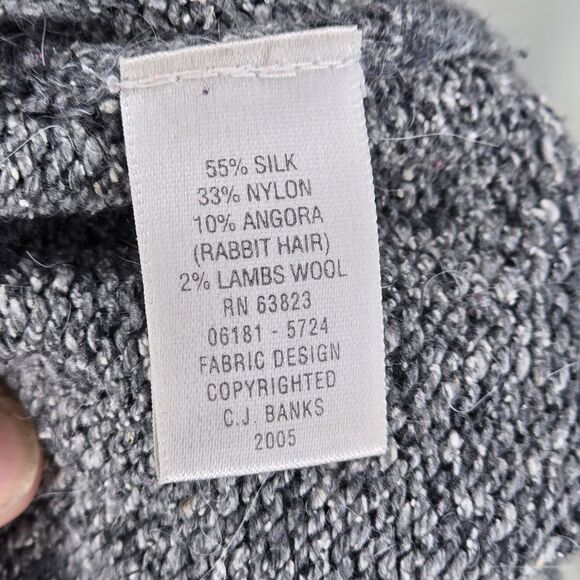 55% SILK
33% NYLON
10% ANGORA
(RABBIT HAIR)
2% LAMBS WOOL
RN 63823
06181 - 5724
FABRIC DESIGN
COPYRIGHTED
C.J. BANKS
2005